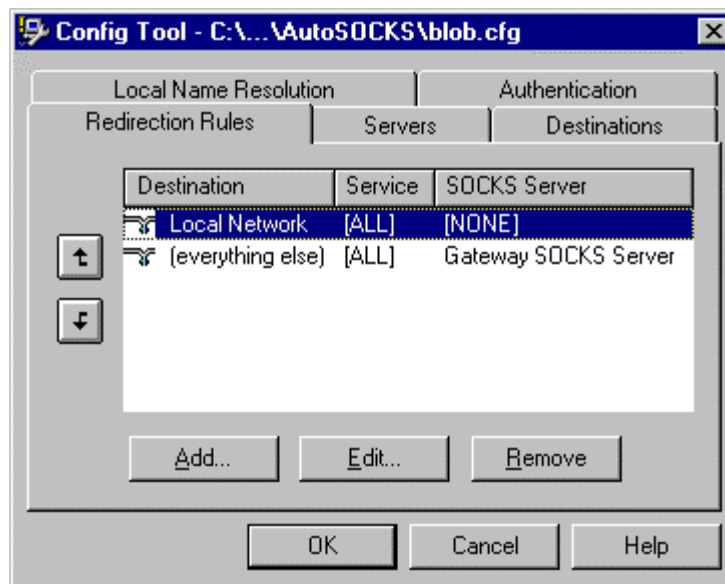 Config Tool - C:\...\AutoSOCKS\blob.cfg
Local Name Resolution Authentication
Redirection Rules Servers Destinations
Destination Service SOCKS Server
Local Network [ALL] [NONE]
(everything else) [ALL] Gateway SOCKS Server
Add... Edit... Remove
OK Cancel Help